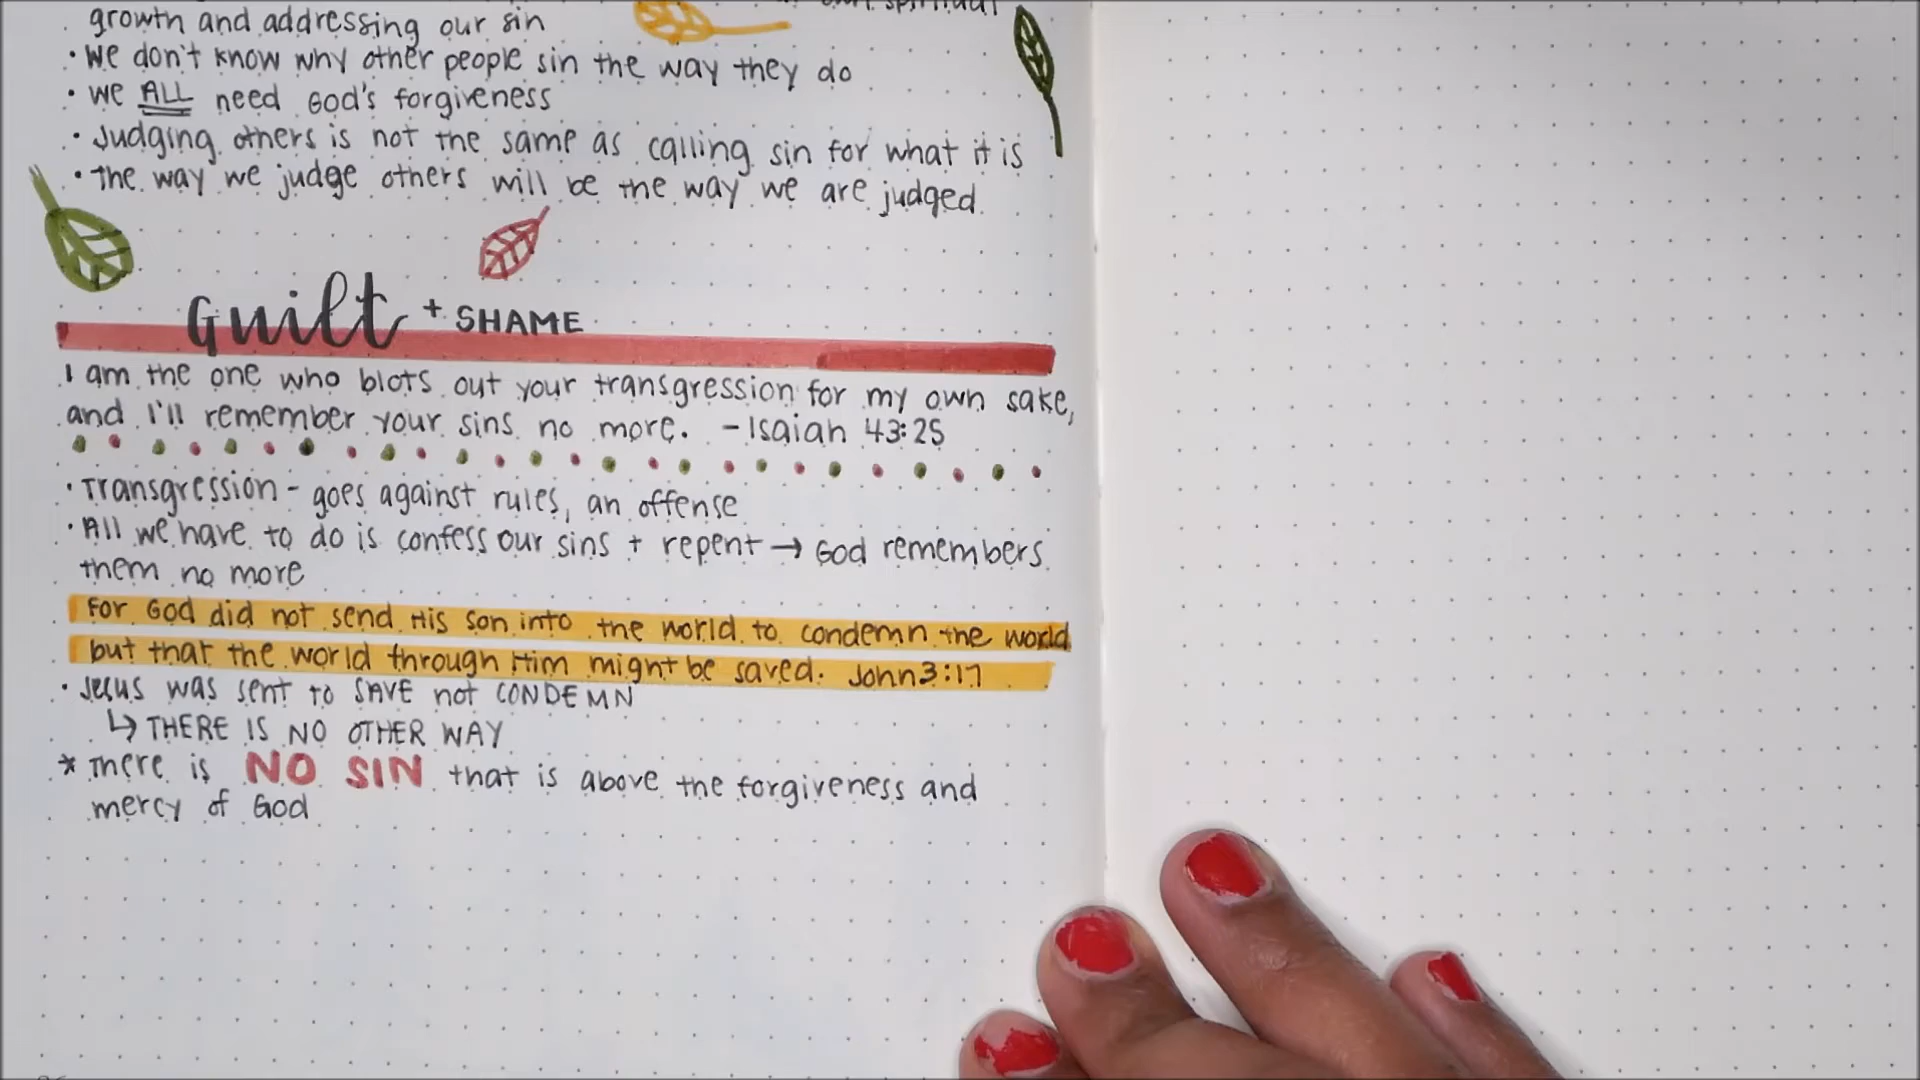 spiritual
growth and addressing our sin
• We don't know why other people sin the way they do
• we ALL need God's forgiveness
• Judging others is not the same as calling sin for what it is
• The way we judge others will be the way we are judged
Guilt + SHAME
I am the one who blots out your transgression for my own sake,
and I'll remember your sins no more. - Isaiah 43:25
• Transgression - goes against rules, an offense
• All we have to do is confess our sins + repent → God remembers
them no more
For God did not send His son into the world to condemn the world
but that the world through Him might be saved. John 3:17
• Jesus was sent to SAVE not CONDEMN
↳ THERE IS NO OTHER WAY
* There is NO SIN that is above the forgiveness and
mercy of God